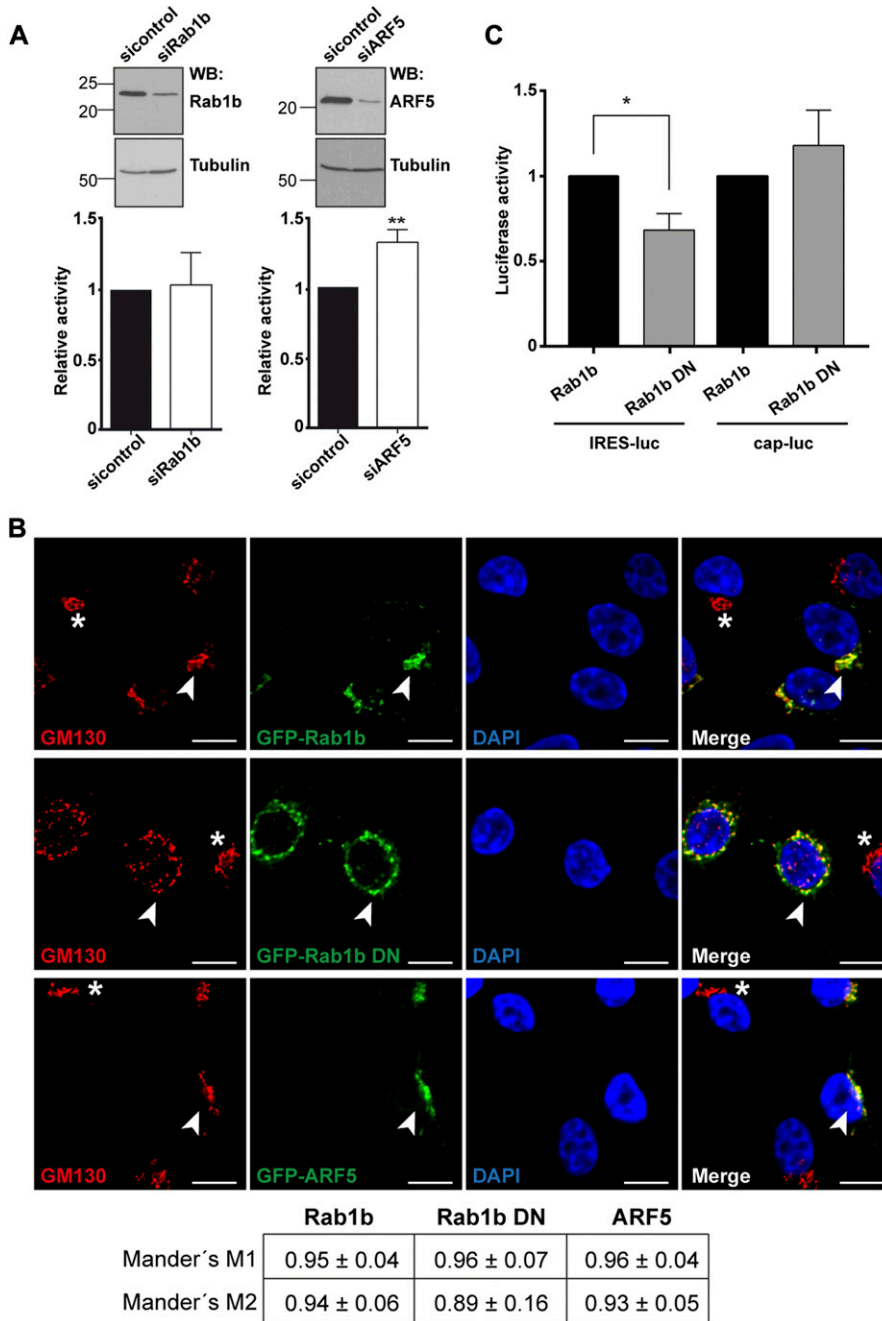 A
sicontrol
siRab1b
WB:
25
20
Rab1b
50
Tubulin
1.5
1
0.5
0
Relative activity
sicontrol
siRab1b
sicontrol
siARF5
WB:
20
ARF5
50
Tubulin
**
1.5
1
0.5
0
Relative activity
sicontrol
siARF5
C
*
1.5
1
0.5
0
Luciferase activity
Rab1b
Rab1b DN
Rab1b
Rab1b DN
IRES-luc
cap-luc
B
*
*
GM130
GFP-Rab1b
DAPI
Merge
*
*
GM130
GFP-Rab1b DN
DAPI
Merge
*
*
GM130
GFP-ARF5
DAPI
Merge
Rab1b Rab1b DN ARF5
Mander´s M1 0.95 ± 0.04 0.96 ± 0.07 0.96 ± 0.04
Mander´s M2 0.94 ± 0.06 0.89 ± 0.16 0.93 ± 0.05